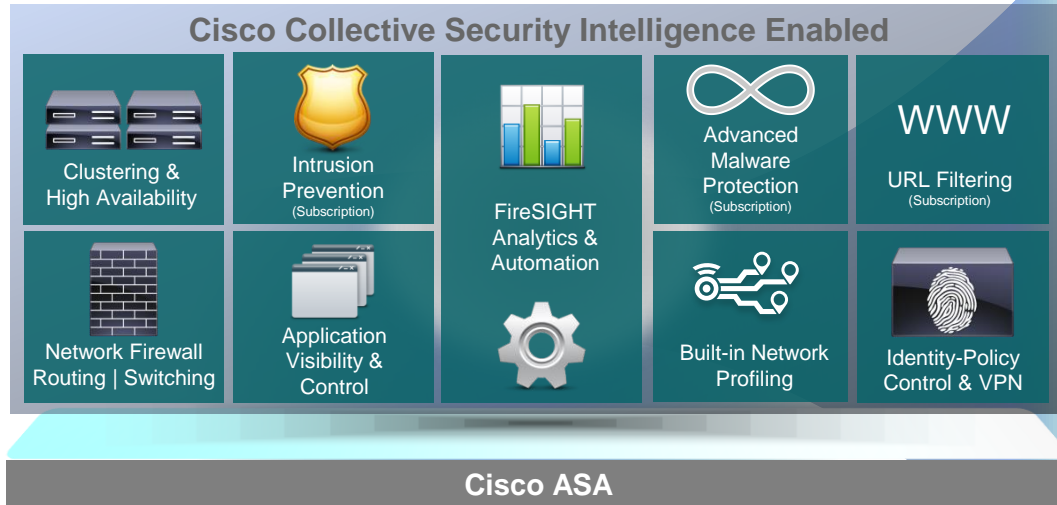 Cisco Collective Security Intelligence Enabled
Clustering &
High Availability
Intrusion
Prevention
(Subscription)
FireSIGHT
Analytics &
Automation
Advanced
Malware
Protection
(Subscription)
WWW
URL Filtering
(Subscription)
Network Firewall
Routing | Switching
Application
Visibility &
Control
Built-in Network
Profiling
Identity-Policy
Control & VPN
Cisco ASA